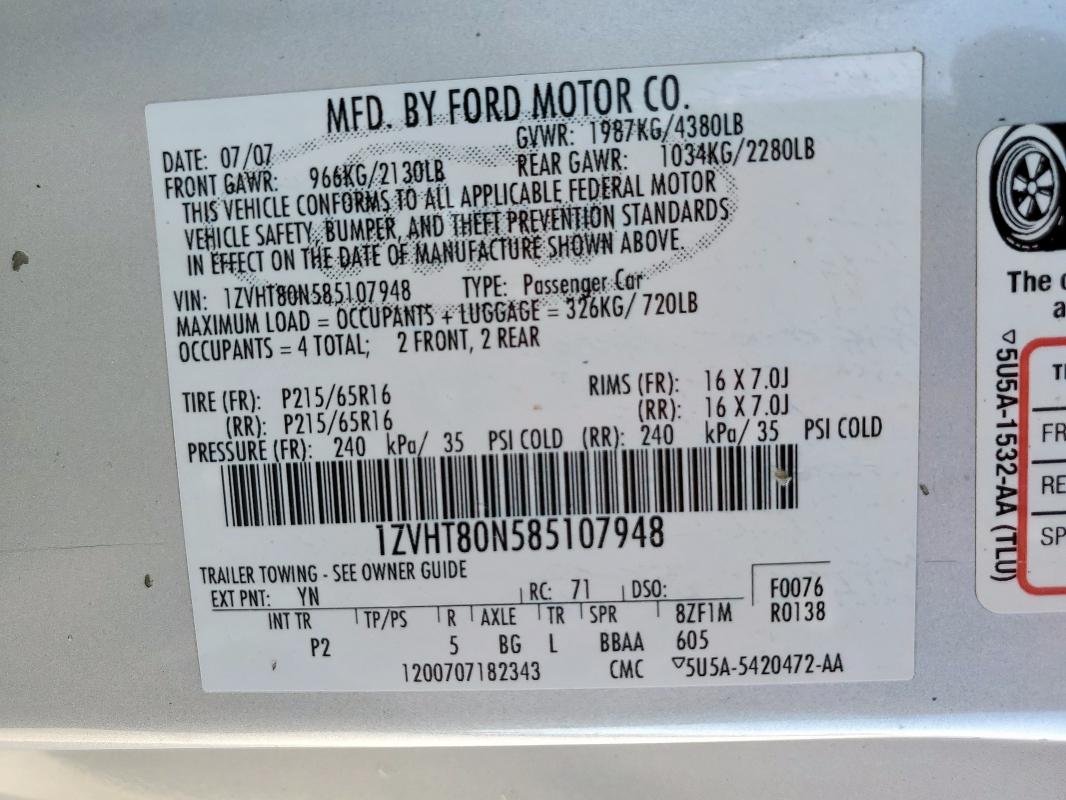 MFD. BY FORD MOTOR CO.
DATE: 07/07 GVWR: 1987KG/4380LB
FRONT GAWR: 966KG/2130LB REAR GAWR: 1034KG/2280LB
THIS VEHICLE CONFORMS TO ALL APPLICABLE FEDERAL MOTOR
VEHICLE SAFETY, BUMPER, AND THEFT PREVENTION STANDARDS
IN EFFECT ON THE DATE OF MANUFACTURE SHOWN ABOVE.
VIN: 1ZVHT80N585107948 TYPE: Passenger Car
MAXIMUM LOAD = OCCUPANTS + LUGGAGE = 326KG/ 720LB
OCCUPANTS = 4 TOTAL; 2 FRONT, 2 REAR
TIRE (FR): P215/65R16 RIMS (FR): 16 X 7.0J
(RR): P215/65R16 (RR): 16 X 7.0J
PRESSURE (FR): 240 kPa/ 35 PSI COLD (RR): 240 kPa/ 35 PSI COLD
1ZVHT80N585107948
TRAILER TOWING - SEE OWNER GUIDE
EXT PNT: YN RC: 71 DSO: F0076
INT TR TP/PS R AXLE TR SPR 8ZF1M R0138
P2 5 BG L BBAA 605
1200707182343 CMC ▽5U5A-5420472-AA
The
▽5U5A-1532-AA (TLU)
FR
RE
SP